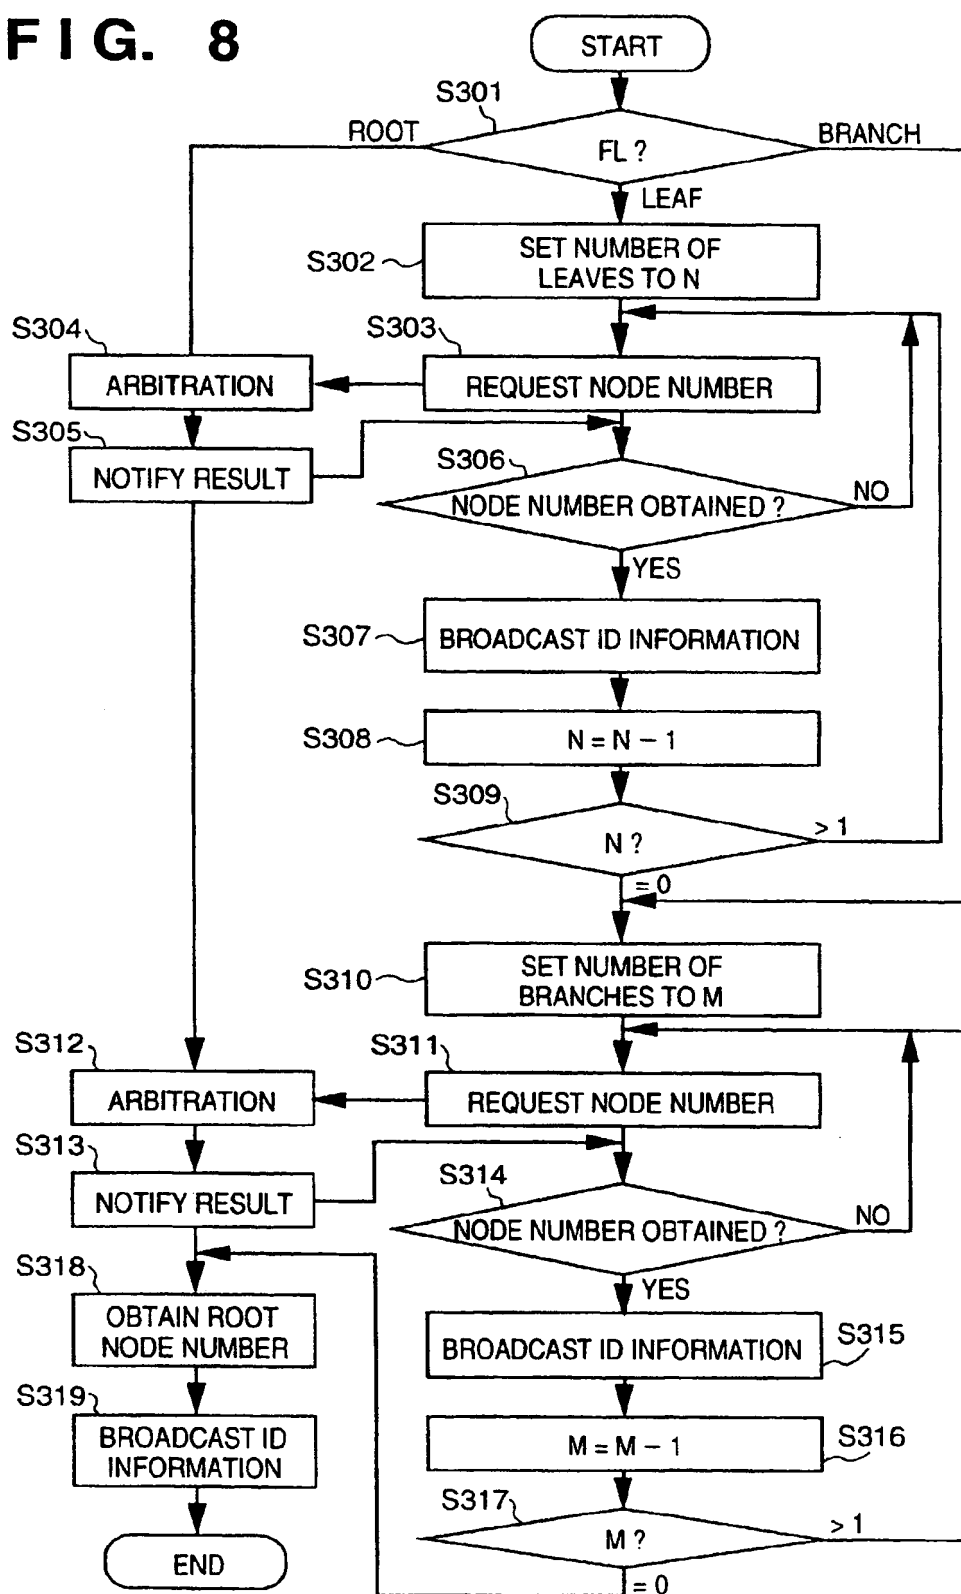 FIG. 8
START
S301
ROOT
FL ?
BRANCH
LEAF
S302
SET NUMBER OF
LEAVES TO N
S304
S303
ARBITRATION
REQUEST NODE NUMBER
S305
NOTIFY RESULT
S306
NODE NUMBER OBTAINED ?
NO
YES
S307
BROADCAST ID INFORMATION
S308
N = N − 1
S309
N ?
> 1
= 0
S310
SET NUMBER OF
BRANCHES TO M
S312
S311
ARBITRATION
REQUEST NODE NUMBER
S313
NOTIFY RESULT
S314
NODE NUMBER OBTAINED ?
NO
YES
S318
OBTAIN ROOT
NODE NUMBER
BROADCAST ID INFORMATION
S315
S319
BROADCAST ID
INFORMATION
M = M − 1
S316
S317
M ?
> 1
= 0
END